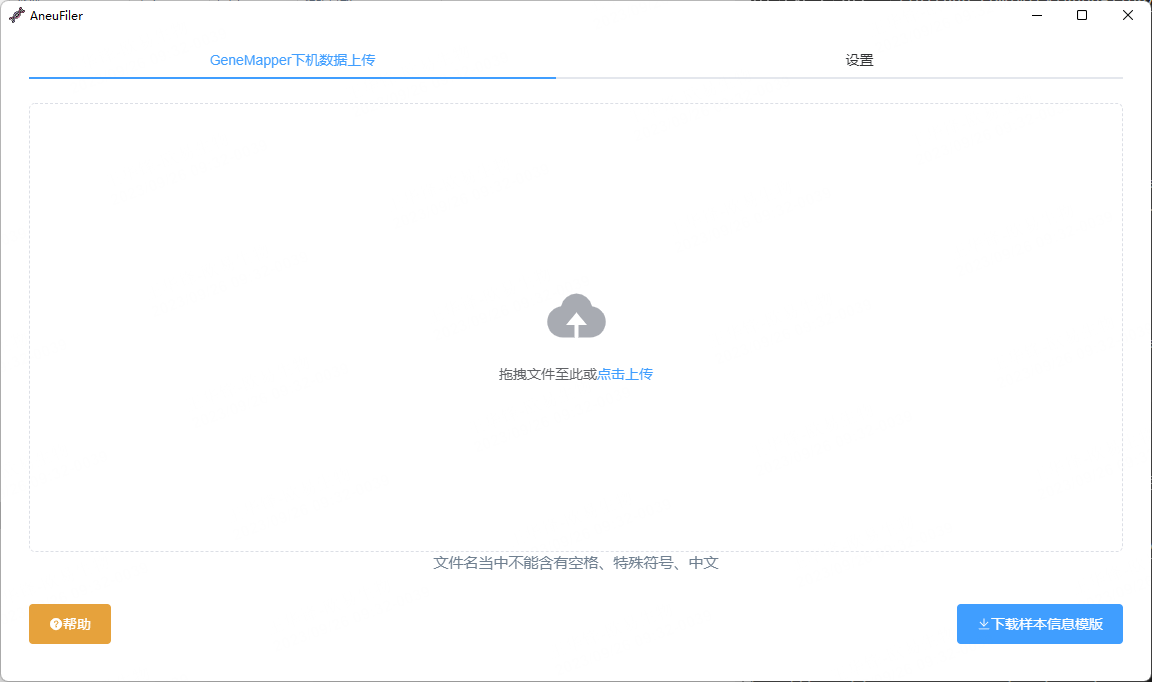 AneuFiler
GeneMapper下机数据上传
设置
拖拽文件至此或点击上传
文件名当中不能含有空格、特殊符号、中文
帮助
下载样本信息模版